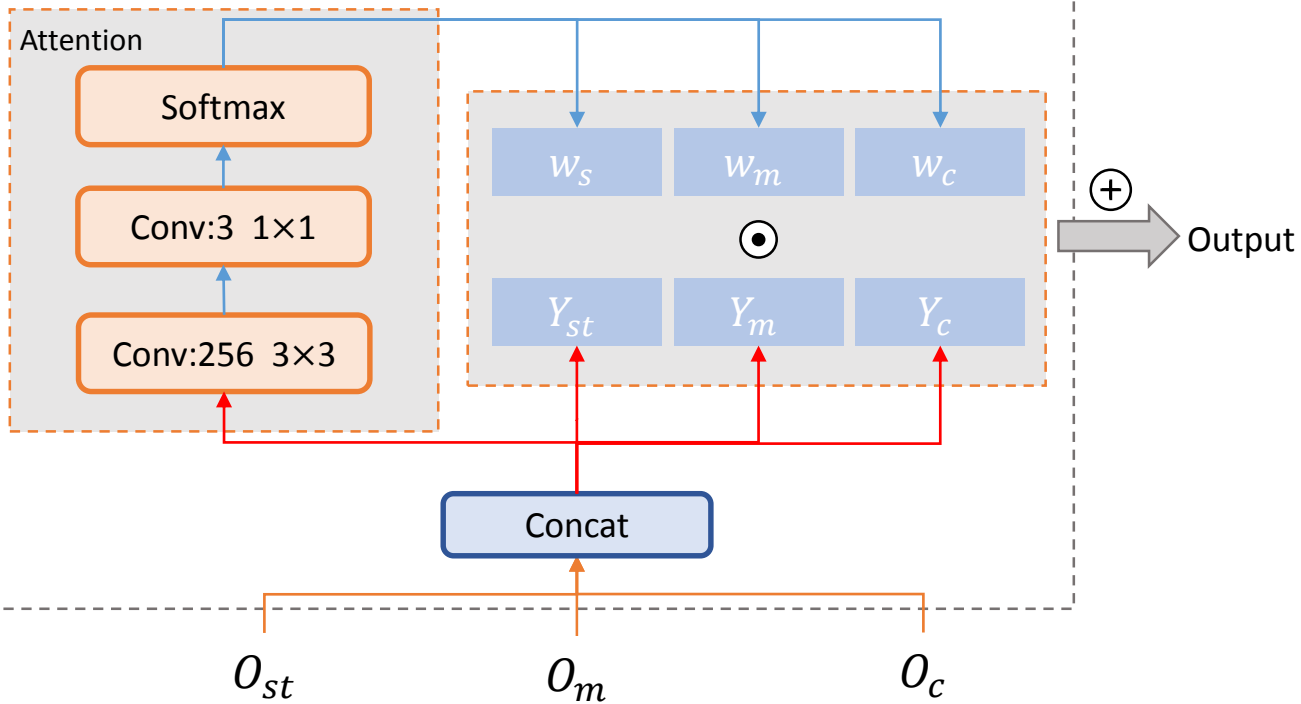 Attention
Softmax
Conv:3 1×1
Conv:256 3×3
w_s w_m w_c
⊙
Y_st Y_m Y_c
⊕
Output
Concat
O_st O_m O_c